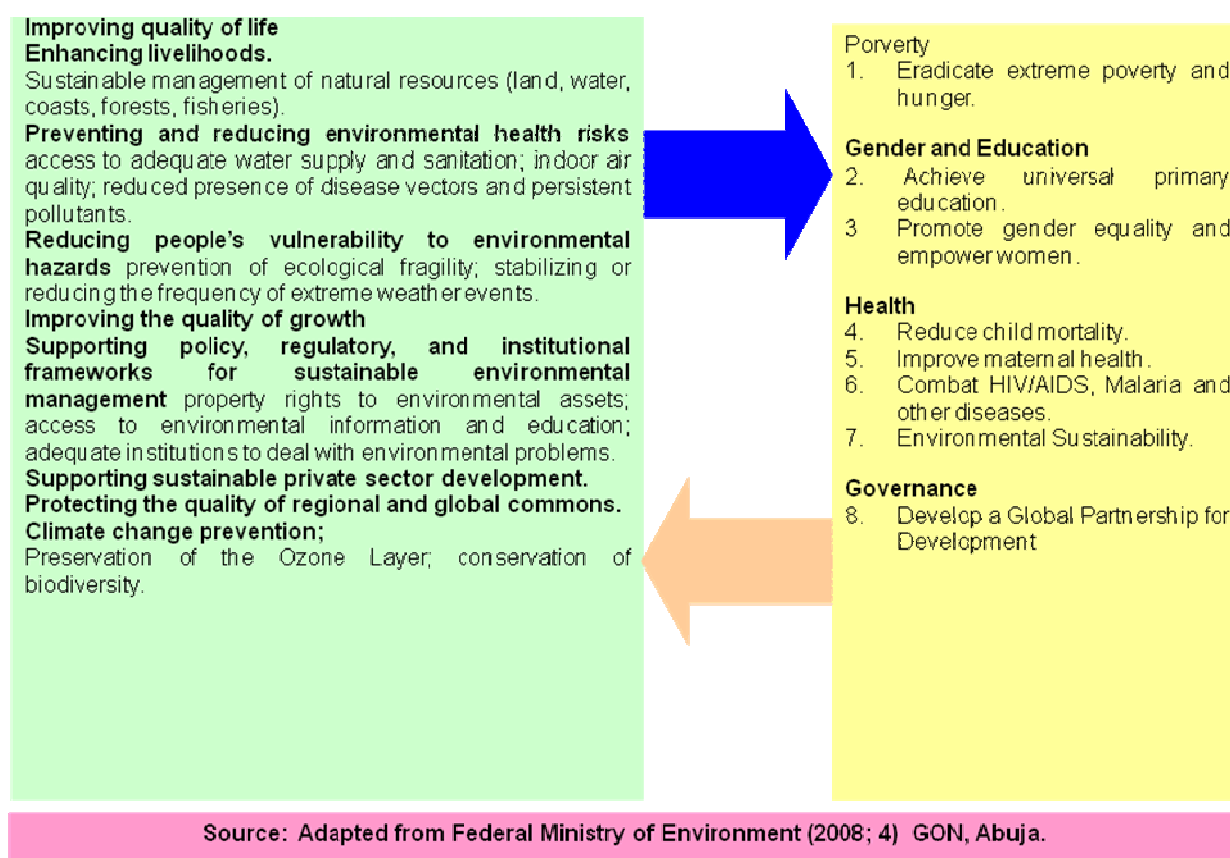 Improving quality of life
Enhancing livelihoods.
Sustainable management of natural resources (land, water,
coasts, forests, fisheries).
Preventing and reducing environmental health risks
access to adequate water supply and sanitation; indoor air
quality; reduced presence of disease vectors and persistent
pollutants.
Reducing people's vulnerability to environmental
hazards prevention of ecological fragility; stabilizing or
reducing the frequency of extreme weather events.
Improving the quality of growth
Supporting policy, regulatory, and institutional
frameworks for sustainable environmental
management property rights to environmental assets;
access to environmental information and education;
adequate institutions to deal with environmental problems.
Supporting sustainable private sector development.
Protecting the quality of regional and global commons.
Climate change prevention;
Preservation of the Ozone Layer; conservation of
biodiversity.
Porverty
1. Eradicate extreme poverty and
hunger.
Gender and Education
2. Achieve universal primary
education.
3 Promote gender equality and
empower women.
Health
4. Reduce child mortality.
5. Improve maternal health.
6. Combat HIV/AIDS, Malaria and
other diseases.
7. Environmental Sustainability.
Governance
8. Develop a Global Partnership for
Development
Source: Adapted from Federal Ministry of Environment (2008; 4) GON, Abuja.